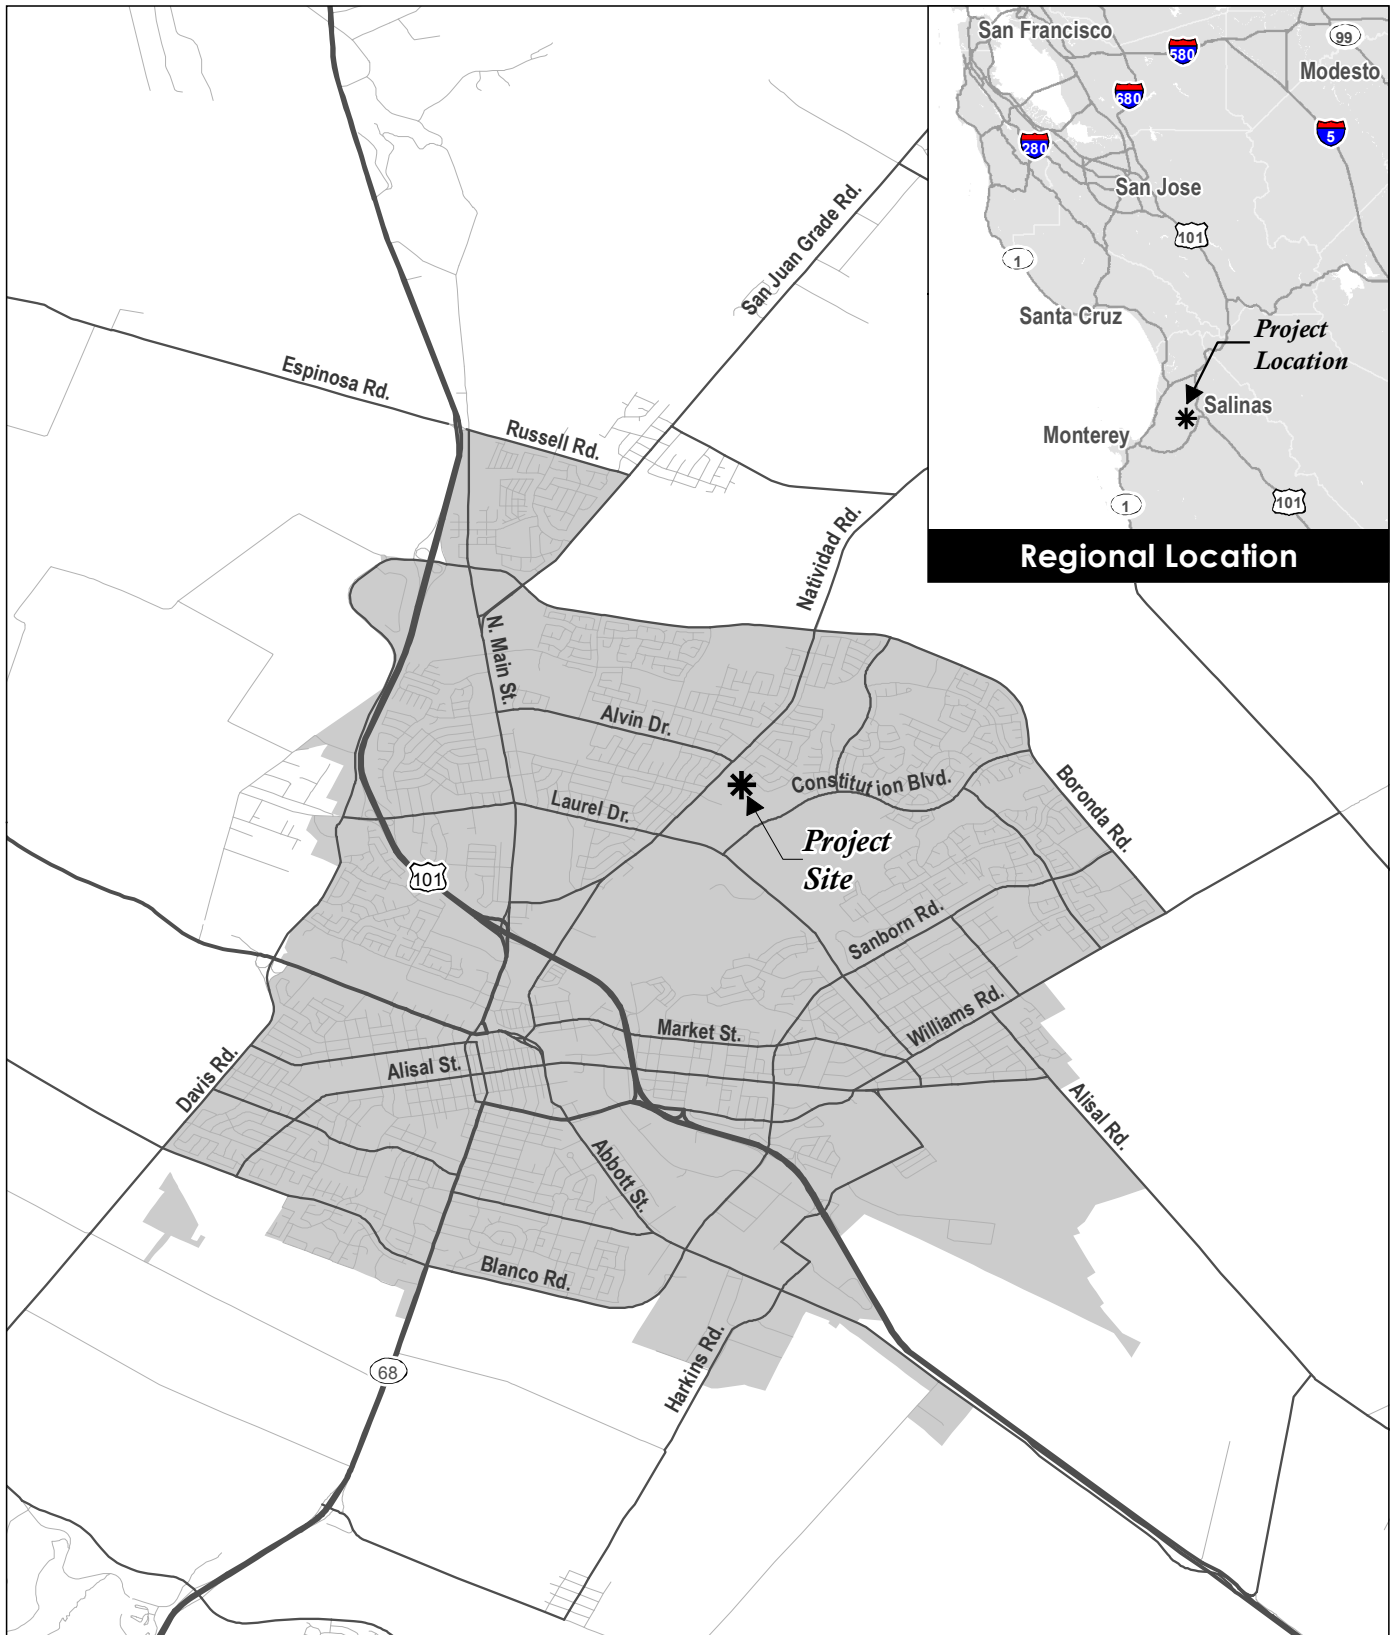 San Francisco
580
99
Modesto
680
5
280
San Jose
101
1
Santa Cruz
Project
Location
Salinas
Monterey
1
101
Regional Location
San Juan Grade Rd.
Espinosa Rd.
Russell Rd.
Natividad Rd.
N. Main St.
Alvin Dr.
Constitution Blvd.
Boronda Rd.
Laurel Dr.
Project
Site
101
Sanborn Rd.
Williams Rd.
Market St.
Alisal St.
Davis Rd.
Alisal Rd.
Abbott St.
Blanco Rd.
Harkins Rd.
68